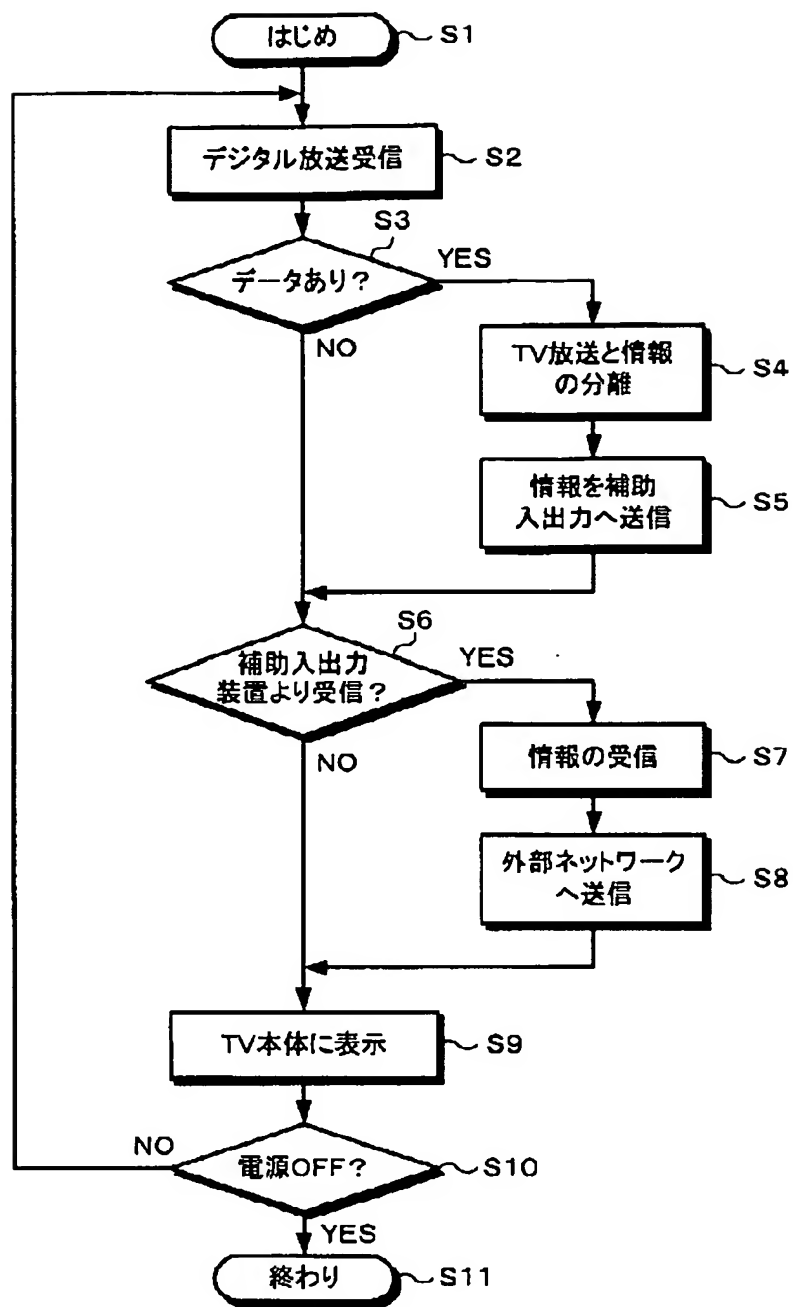 はじめ
S1
デジタル放送受信
S2
S3
データあり?
YES
NO
TV放送と情報
の分離
S4
情報を補助
入出力へ送信
S5
S6
補助入出力
装置より受信?
YES
NO
情報の受信
S7
外部ネットワーク
へ送信
S8
TV本体に表示
S9
NO
電源OFF?
S10
YES
終わり
S11